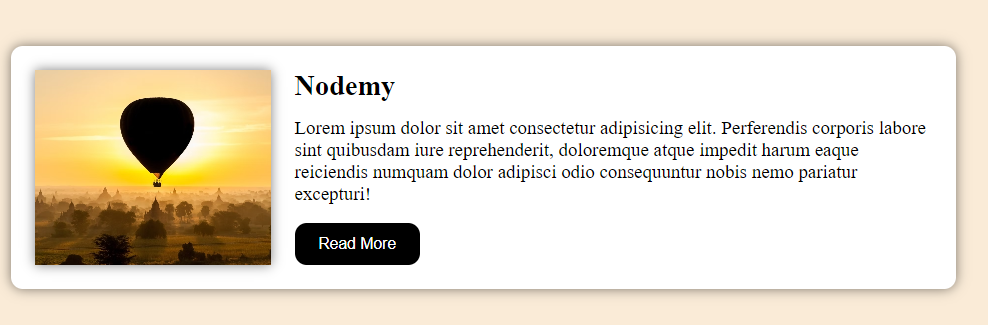 Nodemy
Lorem ipsum dolor sit amet consectetur adipisicing elit. Perferendis corporis labore
sint quibusdam iure reprehenderit, doloremque atque impedit harum eaque
reiciendis numquam dolor adipisci odio consequuntur nobis nemo pariatur
excepturi!
Read More